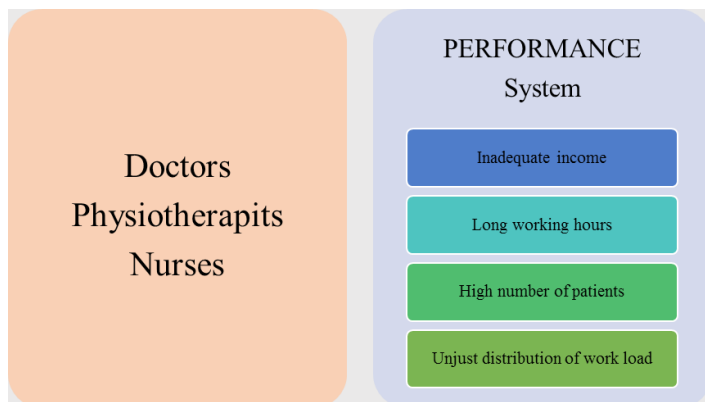 Doctors
Physiotherapits
Nurses
PERFORMANCE
System
Inadequate income
Long working hours
High number of patients
Unjust distribution of work load